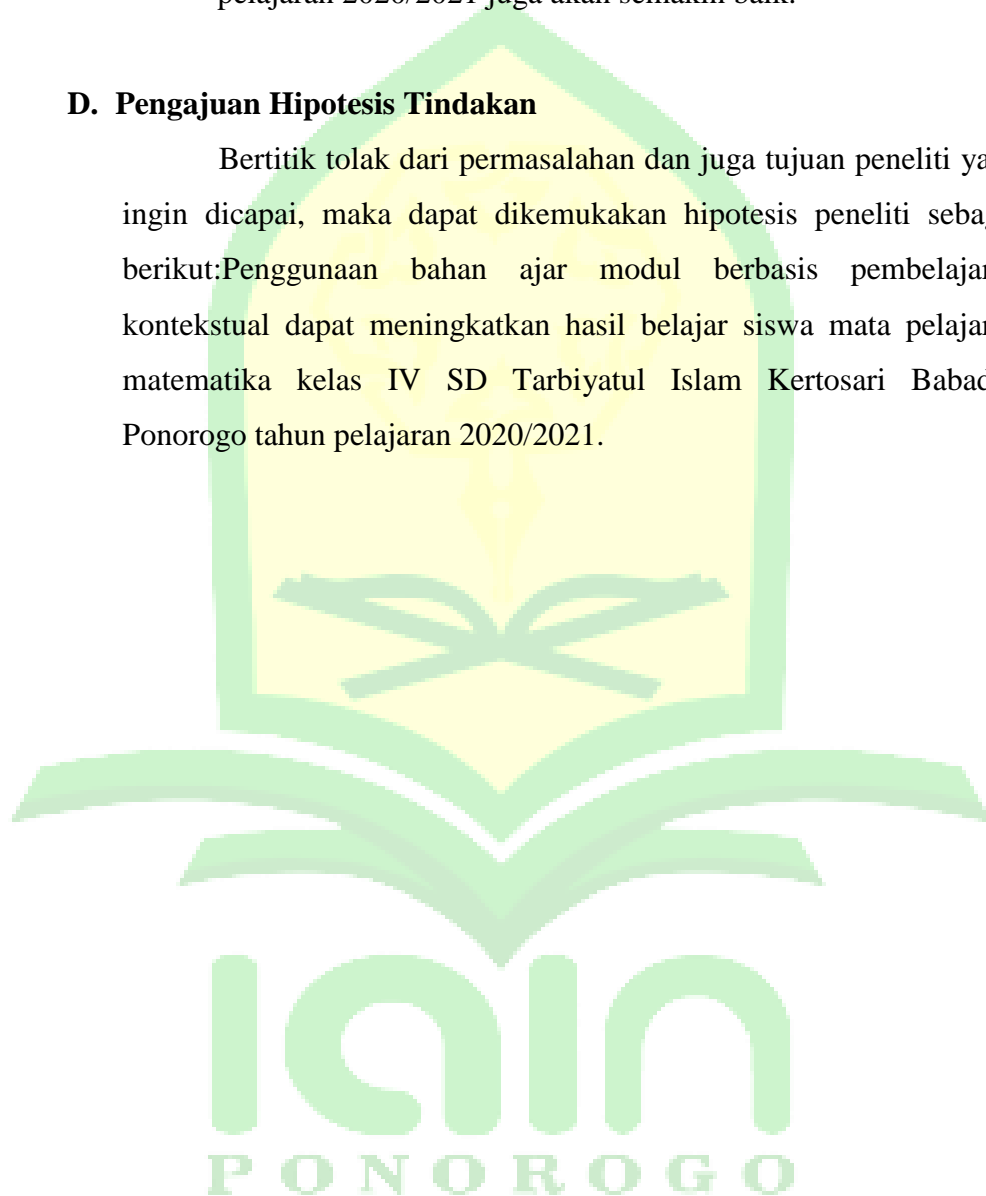 pelajaran 2020/2021 juga akan semakin baik.
D. Pengajuan Hipotesis Tindakan
Bertitik tolak dari permasalahan dan juga tujuan peneliti ya
ingin dicapai, maka dapat dikemukakan hipotesis peneliti sebag
berikut:Penggunaan bahan ajar modul berbasis pembelajar
kontekstual dapat meningkatkan hasil belajar siswa mata pelajar
matematika kelas IV SD Tarbiyatul Islam Kertosari Babad
Ponorogo tahun pelajaran 2020/2021.
iain
PONOROGO